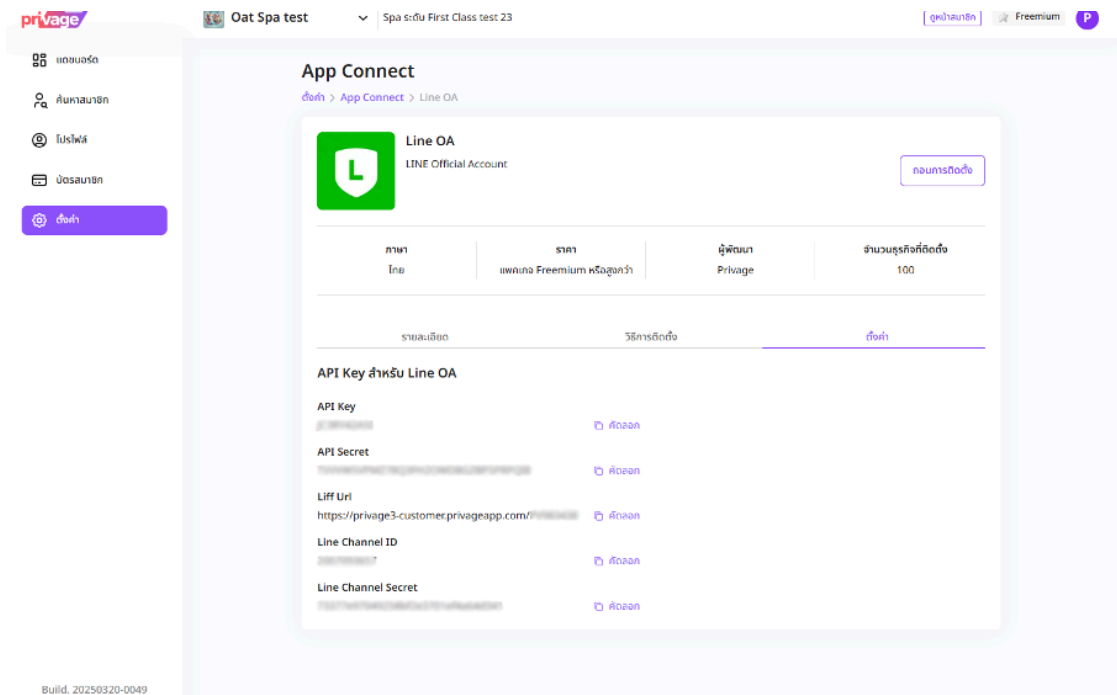 privage
Oat Spa test
Spa ระดับ First Class test 23
ดูหน้าสมาชิก
Freemium
P
แดชบอร์ด
ค้นหาสมาชิก
โปรไฟล์
บัตรสมาชิก
ตั้งค่า
App Connect
ตั้งค่า > App Connect > Line OA
L
Line OA
LINE Official Account
ถอนการติดตั้ง
ภาษา
ไทย
ราคา
แพคเกจ Freemium หรือสูงกว่า
ผู้พัฒนา
Privage
จำนวนธุรกิจที่ติดตั้ง
100
รายละเอียด
วิธีการติดตั้ง
ตั้งค่า
API Key สำหรับ Line OA
API Key
คัดลอก
API Secret
คัดลอก
Liff Url
https://privage3-customer.privageapp.com/
คัดลอก
Line Channel ID
คัดลอก
Line Channel Secret
คัดลอก
Build. 20250320-0049